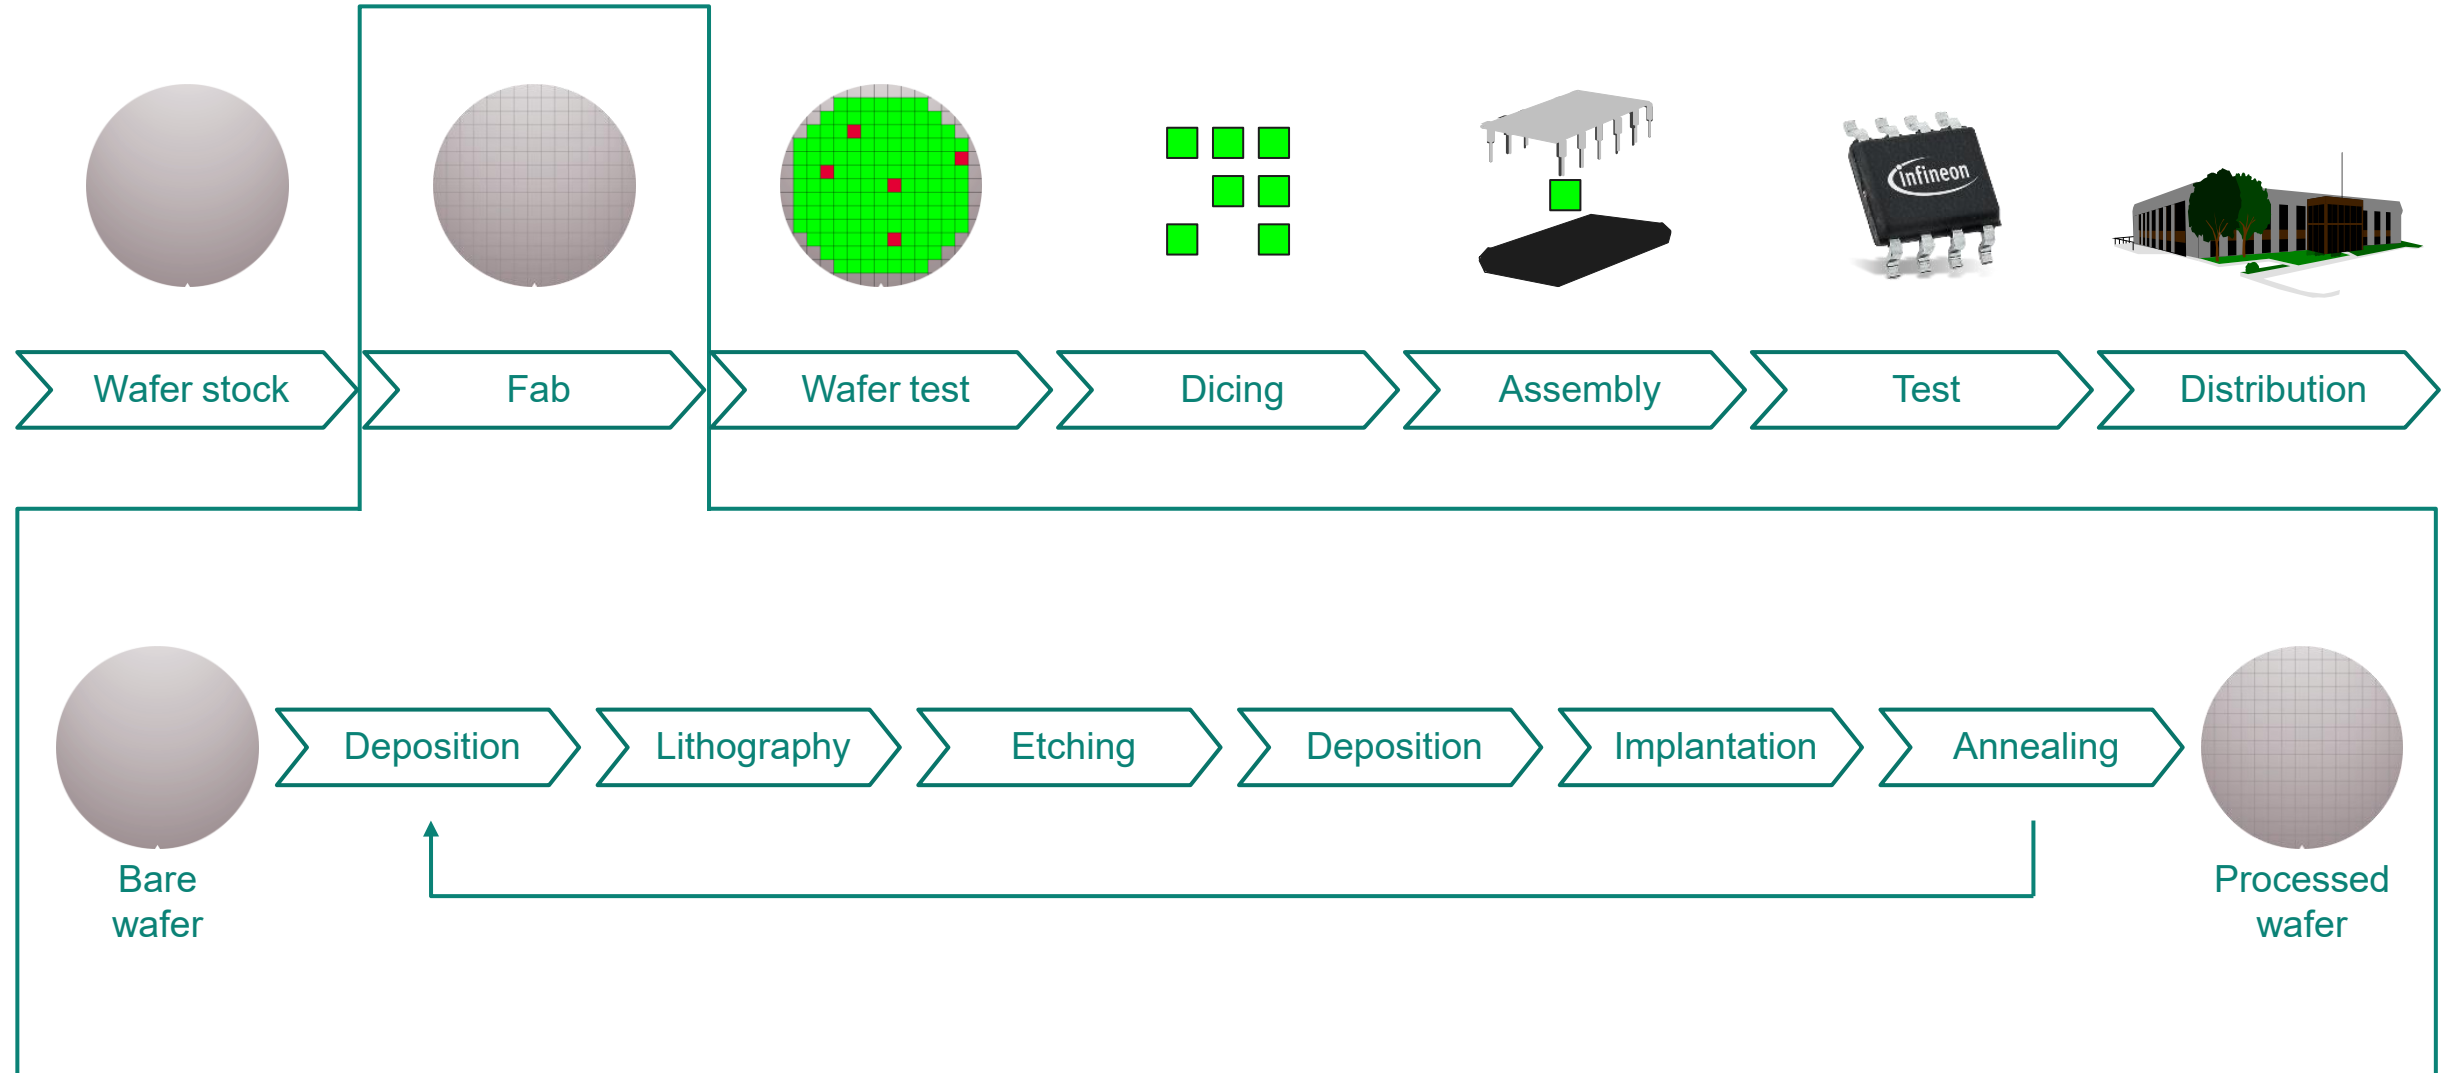 infineon
Wafer stock
Fab
Wafer test
Dicing
Assembly
Test
Distribution
Deposition
Lithography
Etching
Deposition
Implantation
Annealing
Bare
wafer
Processed
wafer